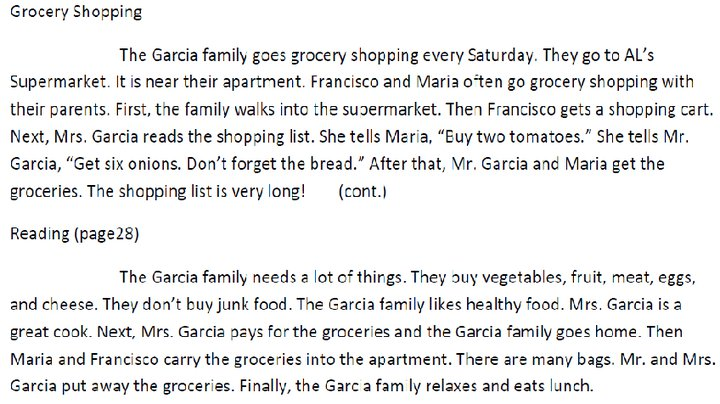 Grocery Shopping
The Garcia family goes grocery shopping every Saturday. They go to AL’s
Supermarket. It is near their apartment. Francisco and Maria often go grocery shopping with
their parents. First, the family walks into the supermarket. Then Francisco gets a shopping cart.
Next, Mrs. Garcia reads the shopping list. She tells Maria, “Buy two tomatoes.” She tells Mr.
Garcia, “Get six onions. Don’t forget the bread.” After that, Mr. Garcia and Maria get the
groceries. The shopping list is very long! (cont.)
Reading (page28)
The Garcia family needs a lot of things. They buy vegetables, fruit, meat, eggs,
and cheese. They don’t buy junk food. The Garcia family likes healthy food. Mrs. Garcia is a
great cook. Next, Mrs. Garcia pays for the groceries and the Garcia family goes home. Then
Maria and Francisco carry the groceries into the apartment. There are many bags. Mr. and Mrs.
Garcia put away the groceries. Finally, the Garcia family relaxes and eats lunch.